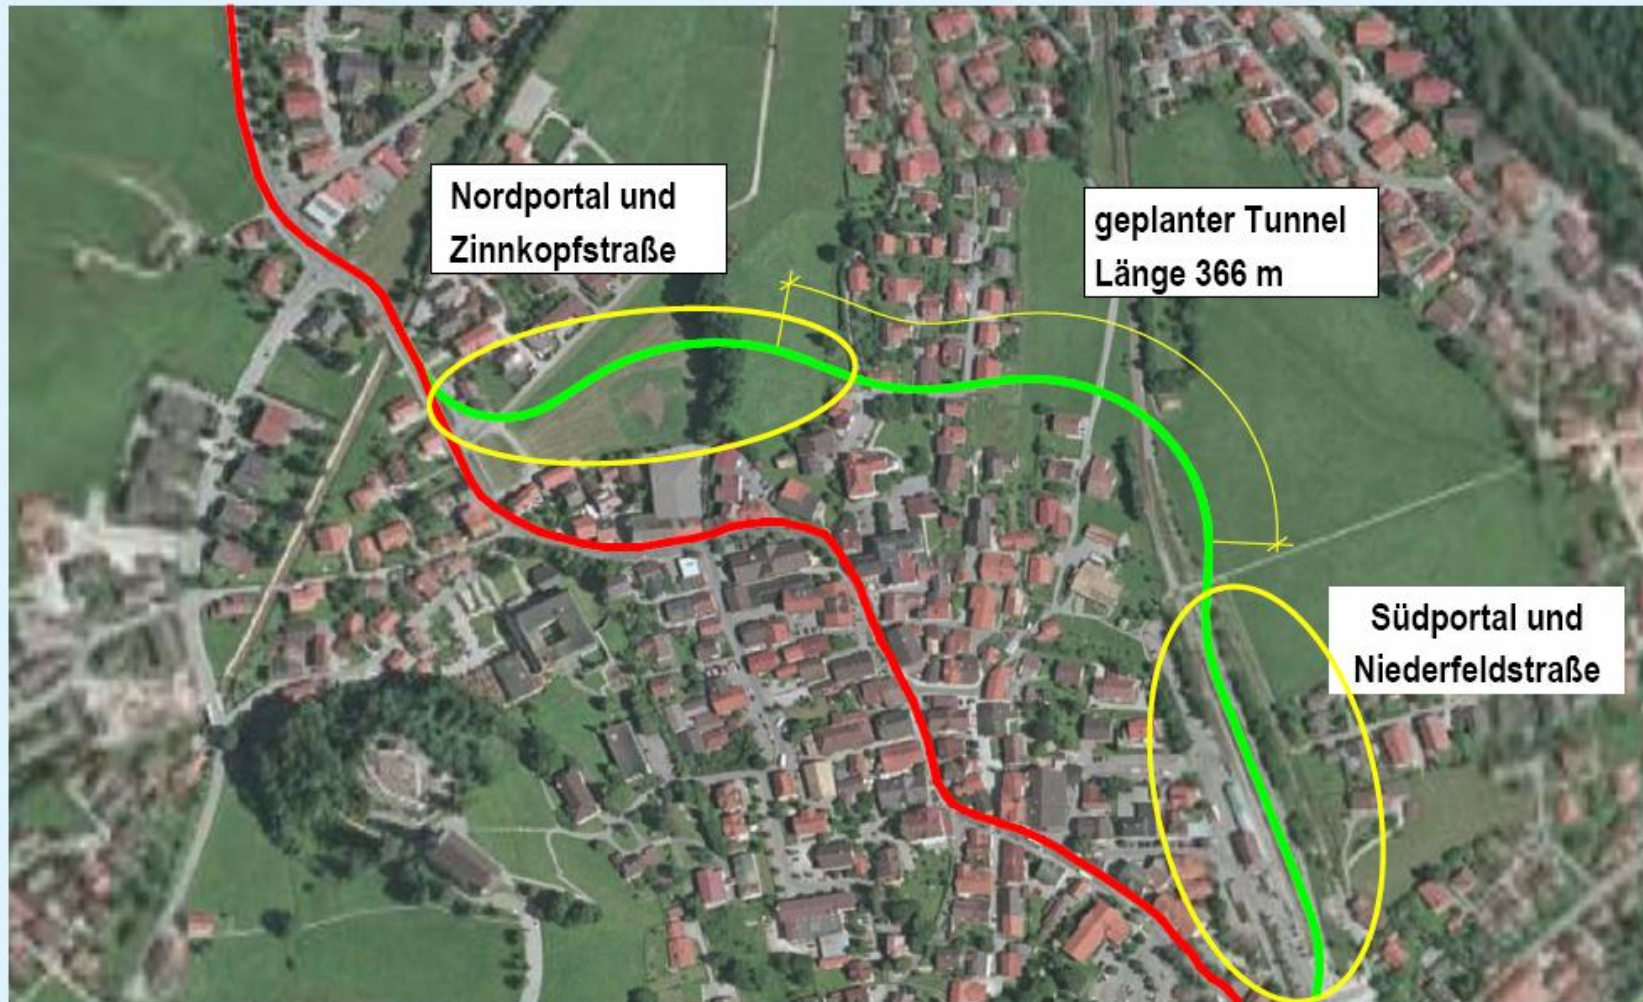 Nordportal und
Zinnkopfstraße
geplanter Tunnel
Länge 366 m
Südportal und
Niederfeldstraße